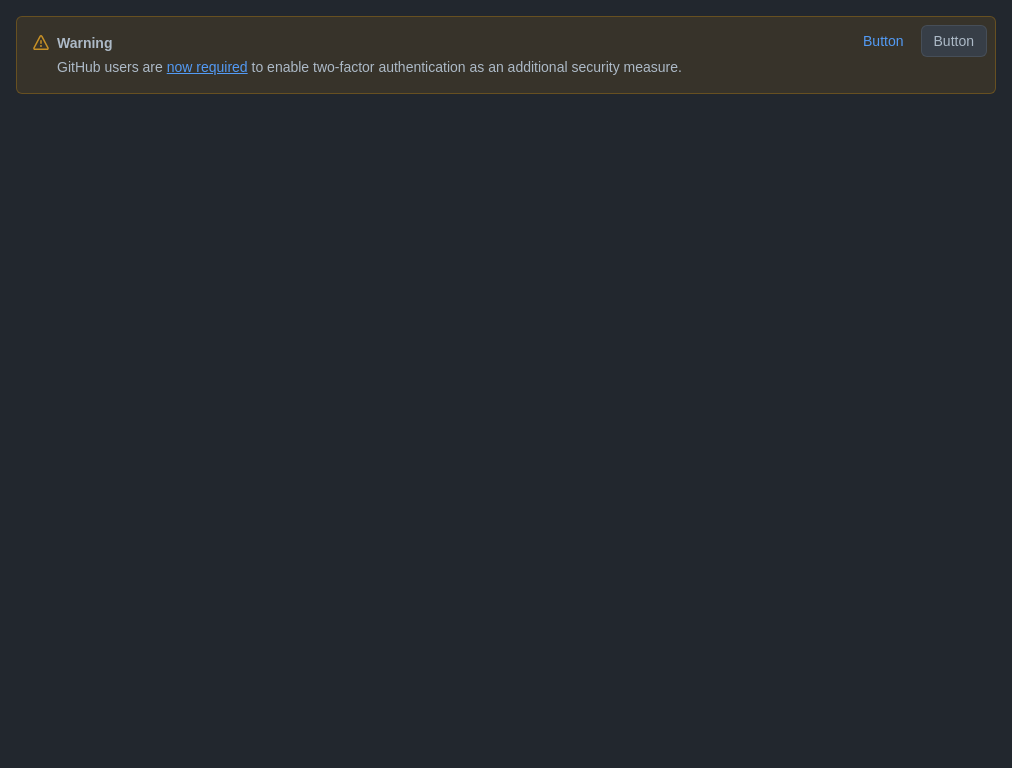 Warning
GitHub users are now required to enable two-factor authentication as an additional security measure.
Button
Button